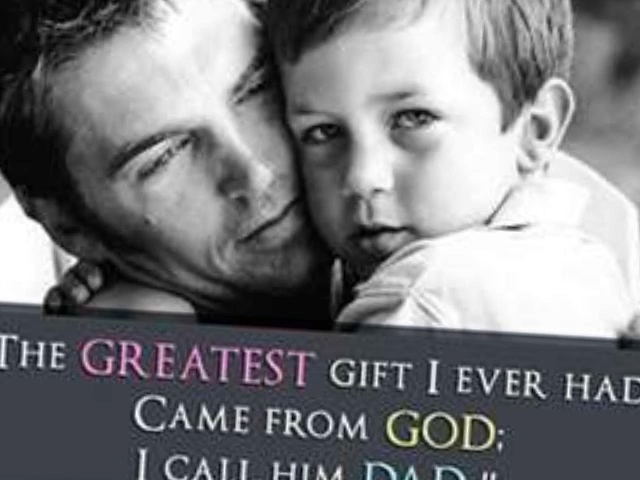 THE GREATEST GIFT I EVER HAD
CAME FROM GOD;
I CALL HIM DAD."